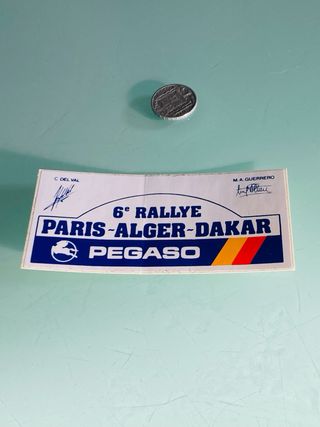 C. DEL VAL
M. A. GUERRERO
6e RALLYE
PARIS-ALGER-DAKAR
PEGASO